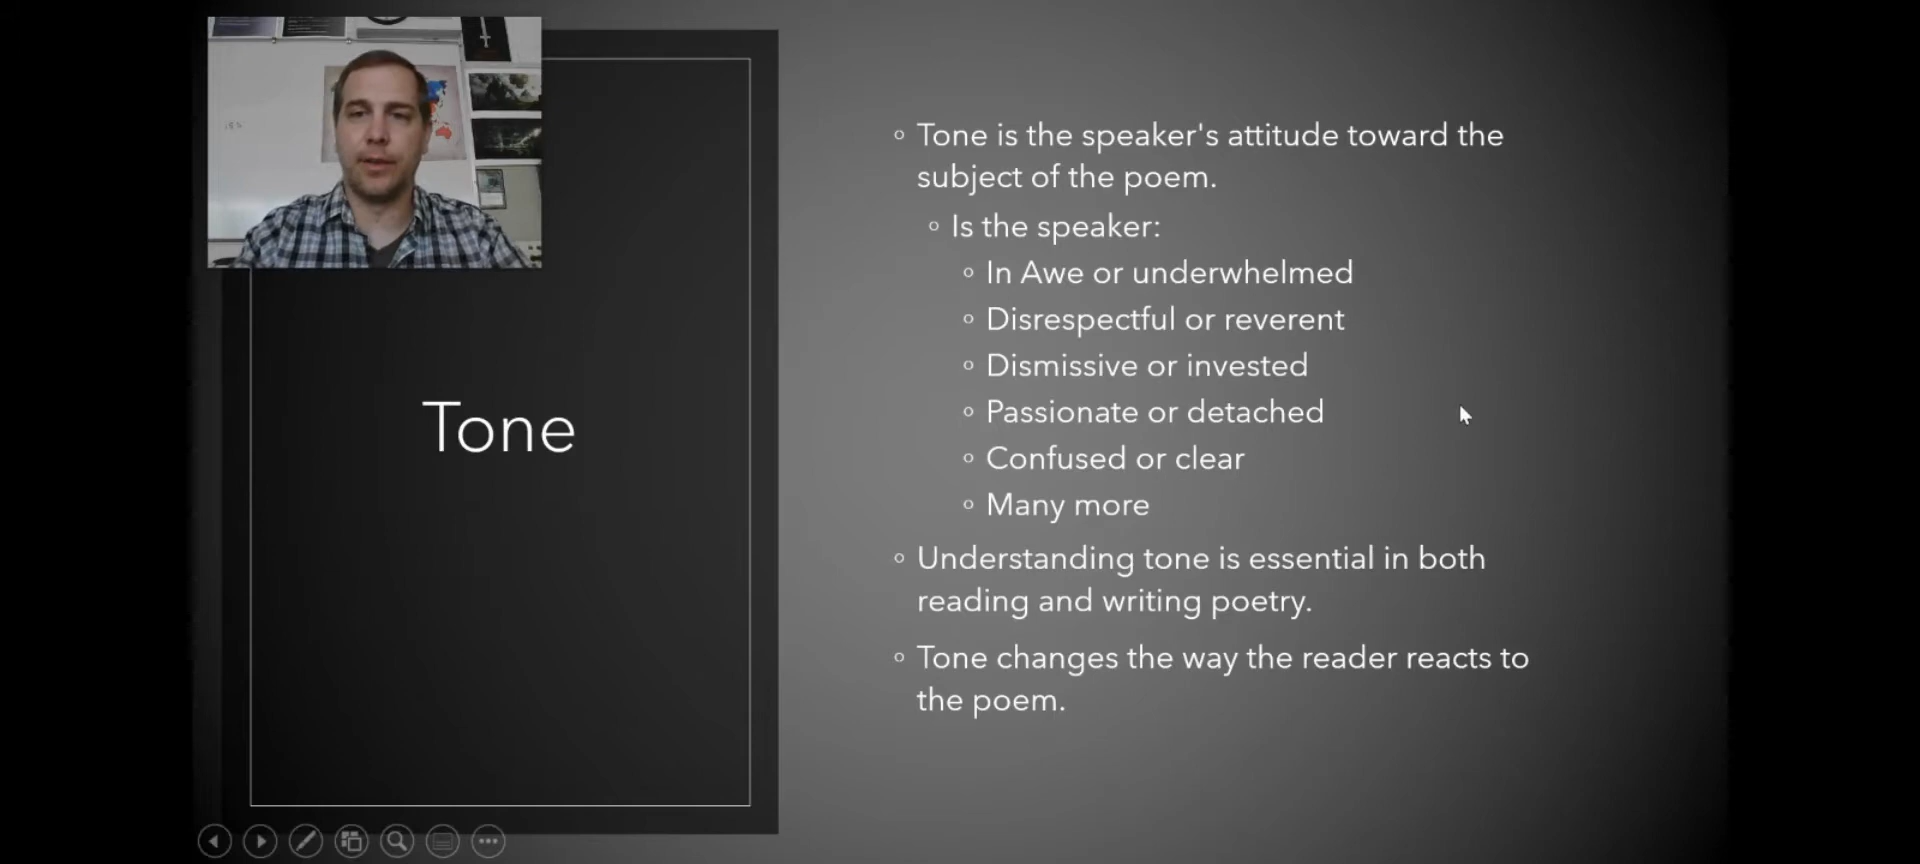 Tone
Tone is the speaker's attitude toward the
subject of the poem.
Is the speaker:
In Awe or underwhelmed
Disrespectful or reverent
Dismissive or invested
Passionate or detached
Confused or clear
Many more
Understanding tone is essential in both
reading and writing poetry.
Tone changes the way the reader reacts to
the poem.